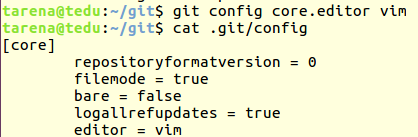 tarena@tedu:~/git$ git config core.editor vim
tarena@tedu:~/git$ cat .git/config
[core]
        repositoryformatversion = 0
        filemode = true
        bare = false
        logallrefupdates = true
        editor = vim